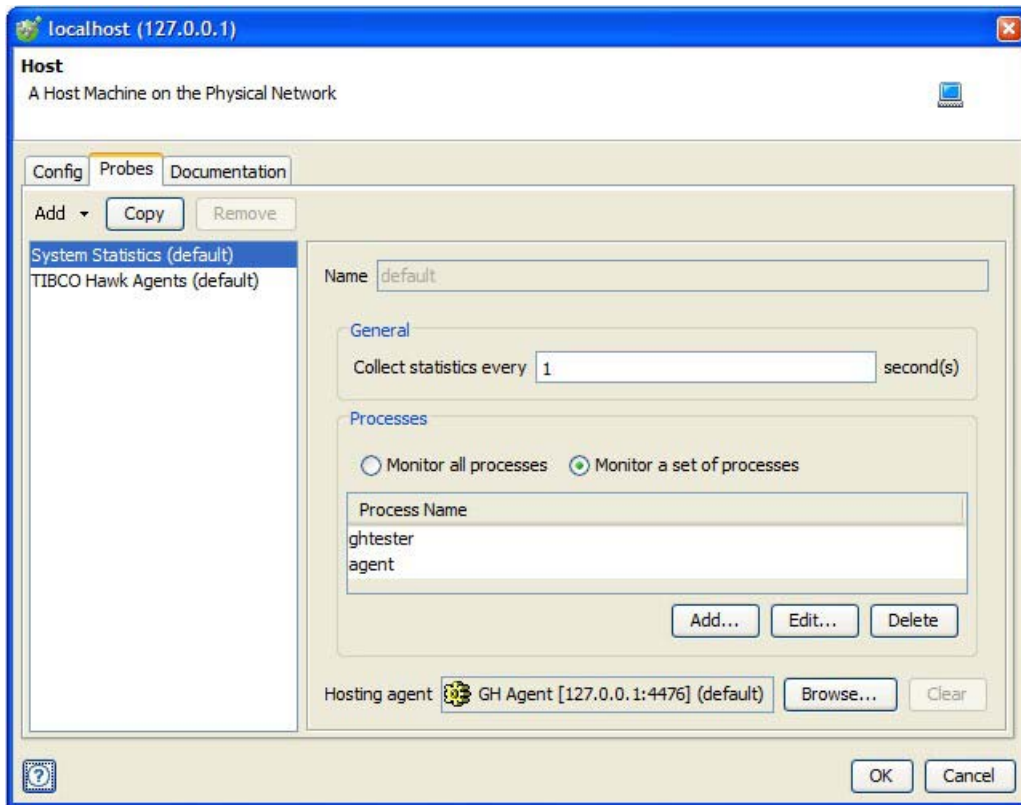 localhost (127.0.0.1)
Host
A Host Machine on the Physical Network
Config Probes Documentation
Add Copy Remove
System Statistics (default)
TIBCO Hawk Agents (default)
Name default
General
Collect statistics every 1 second(s)
Processes
Monitor all processes Monitor a set of processes
Process Name
ghtester
agent
Add... Edit... Delete
Hosting agent GH Agent [127.0.0.1:4476] (default) Browse... Clear
? OK Cancel